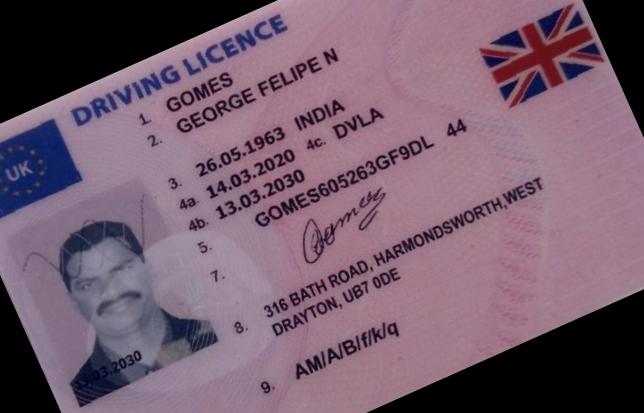 DRIVING LICENCE
UK
1. GOMES
2. GEORGE FELIPE N
3. 26.05.1963 INDIA
4a. 14.03.2020 4c. DVLA
4b. 13.03.2030
5. GOMES605263GF9DL 44
7. Gomes
8. 316 BATH ROAD, HARMONDSWORTH,WEST
DRAYTON, UB7 0DE
9. AM/A/B/f/k/q
13.03.2030